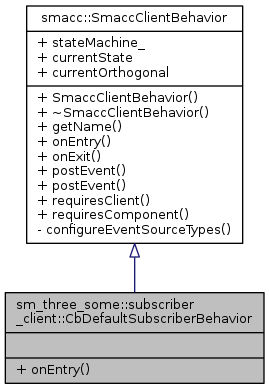 smacc::SmaccClientBehavior
+ stateMachine_
+ currentState
+ currentOrthogonal
+ SmaccClientBehavior()
+ ~SmaccClientBehavior()
+ getName()
+ onEntry()
+ onExit()
+ postEvent()
+ postEvent()
+ requiresClient()
+ requiresComponent()
- configureEventSourceTypes()
sm_three_some::subscriber
_client::CbDefaultSubscriberBehavior
+ onEntry()